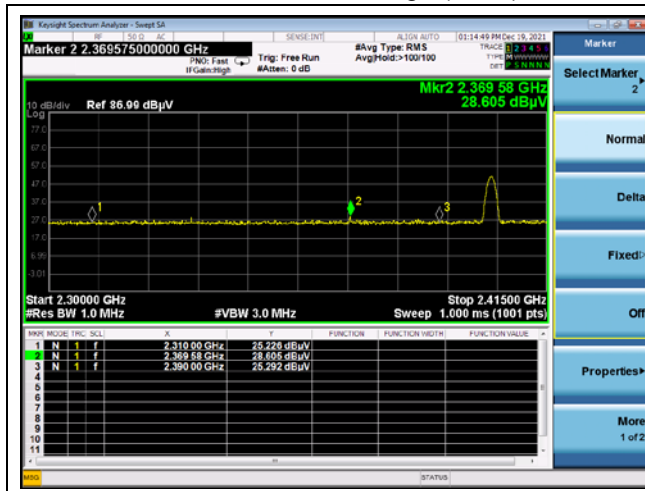 Keysight Spectrum Analyzer - Swept SA
RF 50 Ω AC SENSE:INT ALIGN AUTO 01:14:49 PM Dec 19, 2021
Marker 2 2.369575000000 GHz
#Avg Type: RMS
TRACE 1 2 3 4 5 6
PNO: Fast Trig: Free Run Avg|Hold:>100/100
TYPE M
IFGain:High #Atten: 0 dB
DET P S N N N N
Mkr2 2.369 58 GHz
10 dB/div Ref 86.99 dBµV 28.605 dBµV
Log
77.0
67.0
57.0
47.0
37.0
27.0
17.0
6.99
-3.01
1
2
3
Start 2.30000 GHz Stop 2.41500 GHz
#Res BW 1.0 MHz #VBW 3.0 MHz Sweep 1.000 ms (1001 pts)
MKR MODE TRC SCL X Y FUNCTION FUNCTION WIDTH FUNCTION VALUE
1 N 1 f 2.310 00 GHz 25.226 dBuV
2 N 1 f 2.369 58 GHz 28.605 dBuV
3 N 1 f 2.390 00 GHz 25.292 dBuV
4
5
6
7
8
9
10
11
MSG STATUS
Marker
Select Marker
2
Normal
Delta
Fixed
Off
Properties
More
1 of 2